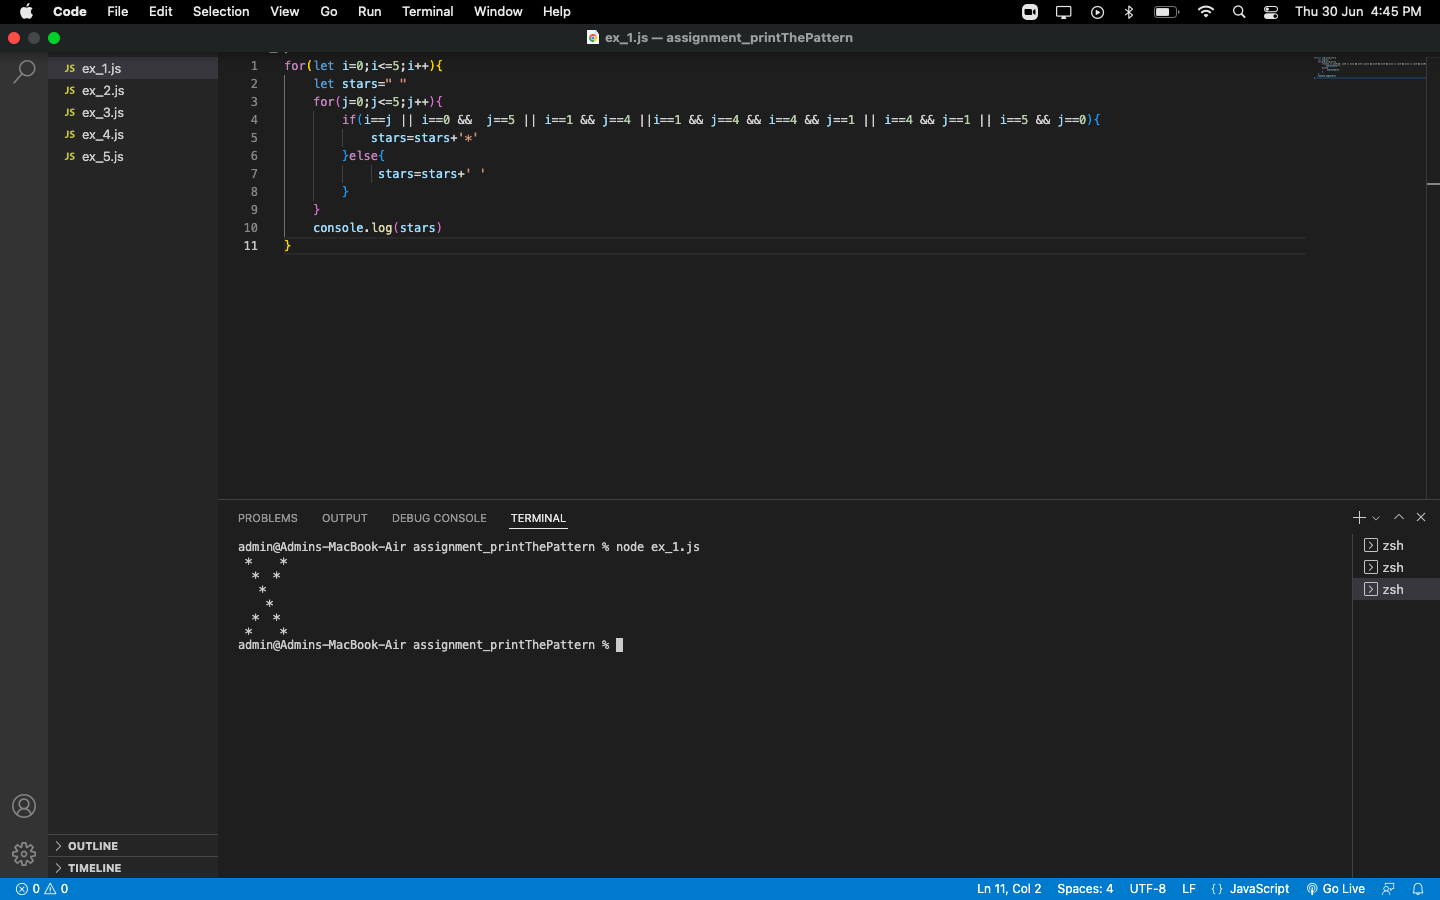 Code File Edit Selection View Go Run Terminal Window Help Thu 30 Jun 4:45 PM
ex_1.js — assignment_printThePattern
JS ex_1.js
JS ex_2.js
JS ex_3.js
JS ex_4.js
JS ex_5.js
1 for(let i=0;i<=5;i++){
2     let stars=" "
3     for(j=0;j<=5;j++){
4         if(i==j || i==0 &&  j==5 || i==1 && j==4 ||i==1 && j==4 && i==4 && j==1 || i==4 && j==1 || i==5 && j==0){
5             stars=stars+'*'
6         }else{
7              stars=stars+' '
8         }
9     }
10     console.log(stars)
11 }
PROBLEMS OUTPUT DEBUG CONSOLE TERMINAL
admin@Admins-MacBook-Air assignment_printThePattern % node ex_1.js
 *    *
  *  *
   *
    *
  *  *
 *    *
admin@Admins-MacBook-Air assignment_printThePattern %
zsh
zsh
zsh
OUTLINE
TIMELINE
0 0 Ln 11, Col 2 Spaces: 4 UTF-8 LF {} JavaScript Go Live